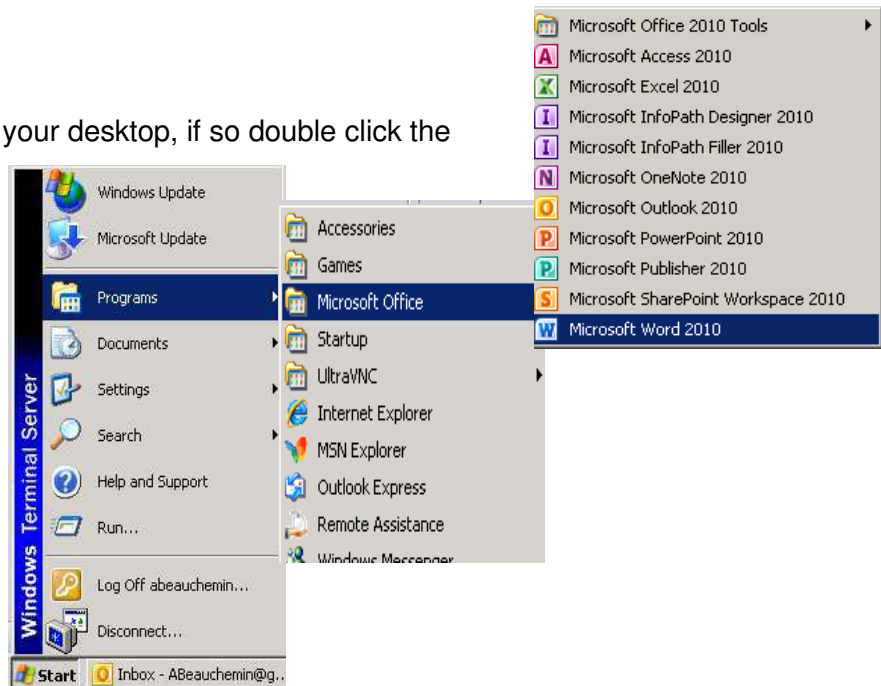 your desktop, if so double click the
Windows Update
Microsoft Update
Programs
Documents
Settings
Search
Help and Support
Run...
Log Off abeauchemin...
Disconnect...
Windows Terminal Server
Start
Inbox - ABeauchemin@g..
Accessories
Games
Microsoft Office
Startup
UltraVNC
Internet Explorer
MSN Explorer
Outlook Express
Remote Assistance
Windows Messenger
Microsoft Office 2010 Tools
Microsoft Access 2010
Microsoft Excel 2010
Microsoft InfoPath Designer 2010
Microsoft InfoPath Filler 2010
Microsoft OneNote 2010
Microsoft Outlook 2010
Microsoft PowerPoint 2010
Microsoft Publisher 2010
Microsoft SharePoint Workspace 2010
Microsoft Word 2010